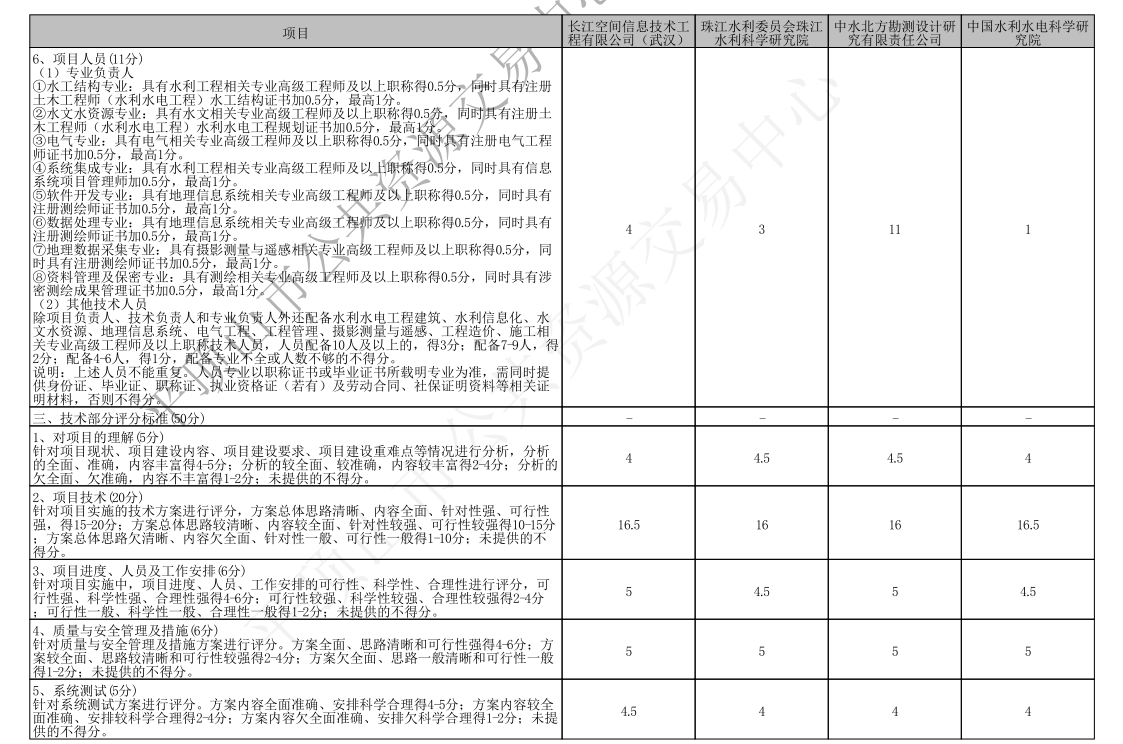 项目
长江空间信息技术工
程有限公司（武汉）
珠江水利委员会珠江
水利科学研究院
中水北方勘测设计研
究有限责任公司
中国水利水电科学研
究院
6、项目人员(11分)
（1）专业负责人
①水工结构专业：具有水利工程相关专业高级工程师及以上职称得0.5分，同时具有注册
土木工程师（水利水电工程）水工结构证书加0.5分，最高1分。
②水文水资源专业：具有水文相关专业高级工程师及以上职称得0.5分，同时具有注册土
木工程师（水利水电工程）水利水电工程规划证书加0.5分，最高1分。
③电气专业：具有电气相关专业高级工程师及以上职称得0.5分，同时具有注册电气工程
师证书加0.5分，最高1分。
④系统集成专业：具有水利工程相关专业高级工程师及以上职称得0.5分，同时具有信息
系统项目管理师加0.5分，最高1分。
⑤软件开发专业：具有地理信息系统相关专业高级工程师及以上职称得0.5分，同时具有
注册测绘师证书加0.5分，最高1分。
⑥数据处理专业：具有地理信息系统相关专业高级工程师及以上职称得0.5分，同时具有
注册测绘师证书加0.5分，最高1分。
⑦地理数据采集专业：具有摄影测量与遥感相关专业高级工程师及以上职称得0.5分，同
时具有注册测绘师证书加0.5分，最高1分。
⑧资料管理及保密专业：具有测绘相关专业高级工程师及以上职称得0.5分，同时具有涉
密测绘成果管理证书加0.5分，最高1分。
（2）其他技术人员
除项目负责人、技术负责人和专业负责人外还配备水利水电工程建筑、水利信息化、水
文水资源、地理信息系统、电气工程、工程管理、摄影测量与遥感、工程造价、施工相
关专业高级工程师及以上职称技术人员，人员配备10人及以上的，得3分；配备7-9人，得
2分；配备4-6人，得1分，配备专业不全或人数不够的不得分。
说明：上述人员不能重复。人员专业以职称证书或毕业证书所载明专业为准，需同时提
供身份证、毕业证、职称证、执业资格证（若有）及劳动合同、社保证明资料等相关证
明材料，否则不得分。
4
3
11
1
三、技术部分评分标准(50分)
－
－
－
－
1、对项目的理解(5分)
针对项目现状、项目建设内容、项目建设要求、项目建设重难点等情况进行分析，分析
的全面、准确，内容丰富得4-5分；分析的较全面、较准确，内容较丰富得2-4分；分析的
欠全面、欠准确，内容不丰富得1-2分；未提供的不得分。
4
4.5
4.5
4
2、项目技术(20分)
针对项目实施的技术方案进行评分，方案总体思路清晰、内容全面、针对性强、可行性
强，得15-20分；方案总体思路较清晰、内容较全面、针对性较强、可行性较强得10-15分
；方案总体思路欠清晰、内容欠全面、针对性一般、可行性一般得1-10分；未提供的不
得分。
16.5
16
16
16.5
3、项目进度、人员及工作安排(6分)
针对项目实施中，项目进度、人员、工作安排的可行性、科学性、合理性进行评分，可
行性强、科学性强、合理性强得4-6分；可行性较强、科学性较强、合理性较强得2-4分
；可行性一般、科学性一般、合理性一般得1-2分；未提供的不得分。
5
4.5
5
4.5
4、质量与安全管理及措施(6分)
针对质量与安全管理及措施方案进行评分。方案全面、思路清晰和可行性强得4-6分；方
案较全面、思路较清晰和可行性较强得2-4分；方案欠全面、思路一般清晰和可行性一般
得1-2分；未提供的不得分。
5
5
5
5
5、系统测试(5分)
针对系统测试方案进行评分。方案内容全面准确、安排科学合理得4-5分；方案内容较全
面准确、安排较科学合理得2-4分；方案内容欠全面准确、安排欠科学合理得1-2分；未提
供的不得分。
4.5
4
4
4
平顶山市公共资源交易中心
平顶山市公共资源交易中心